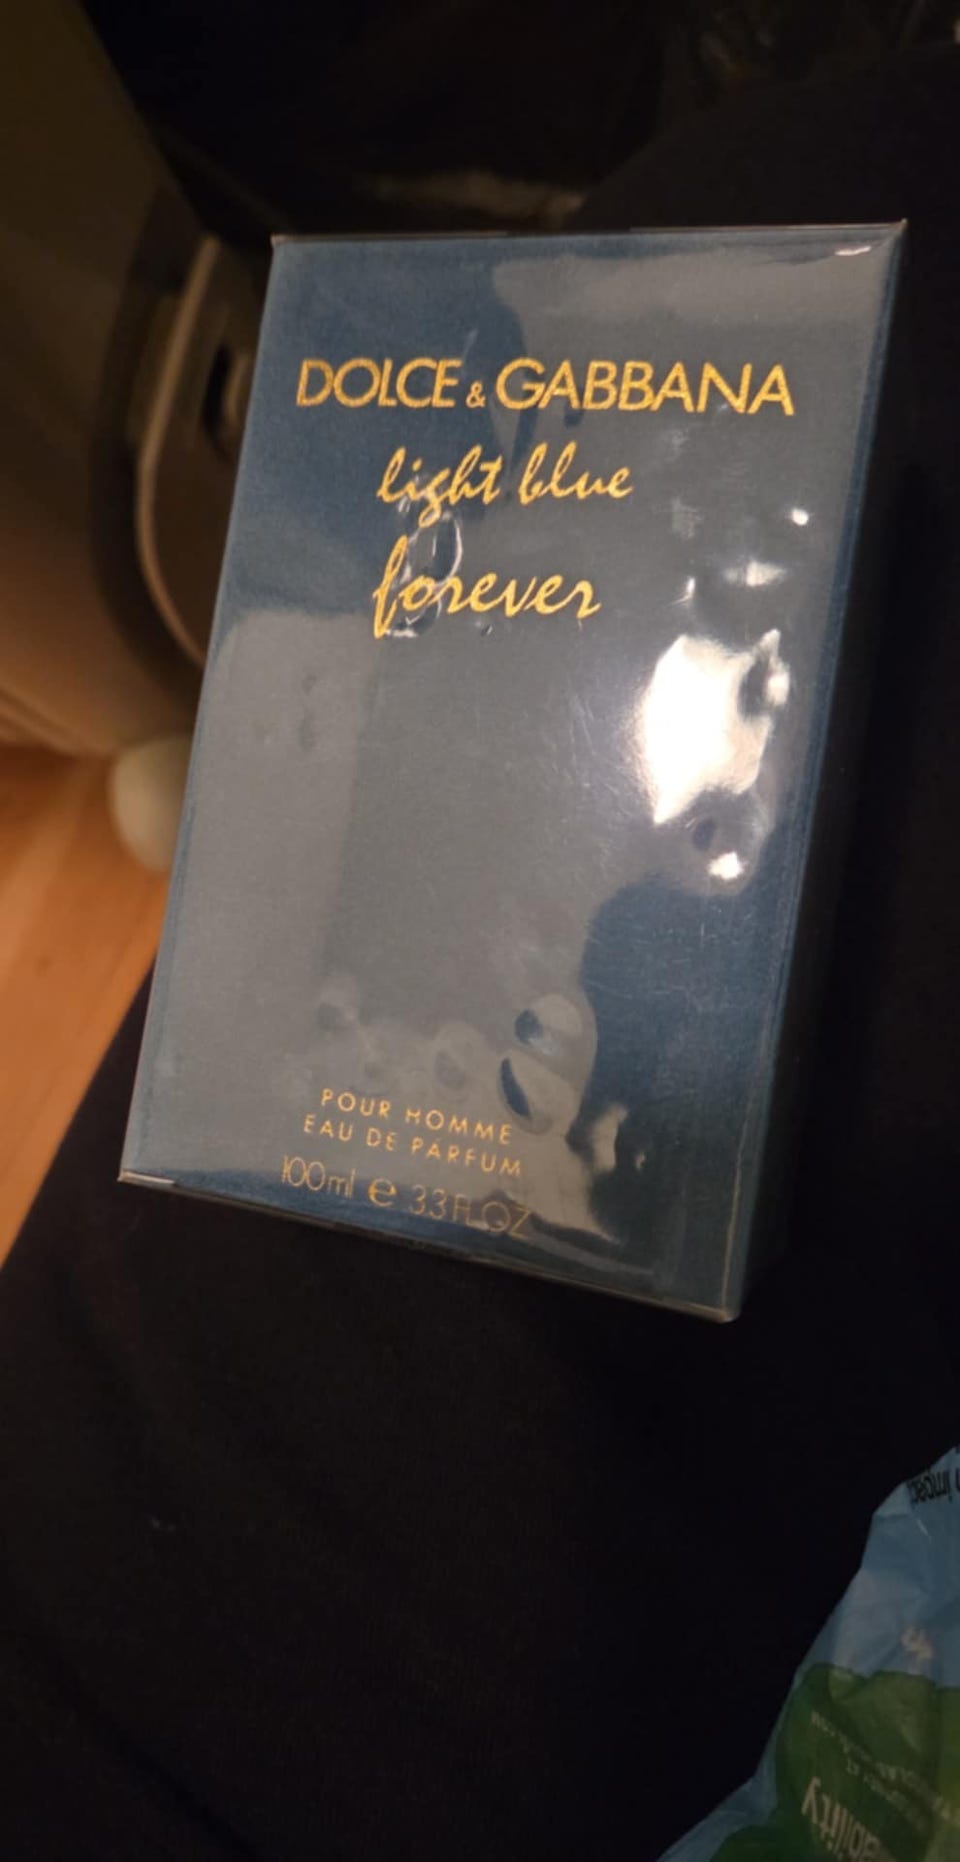 DOLCE & GABBANA
light blue
forever
POUR HOMME
EAU DE PARFUM
100ml e 3.3 FL.OZ